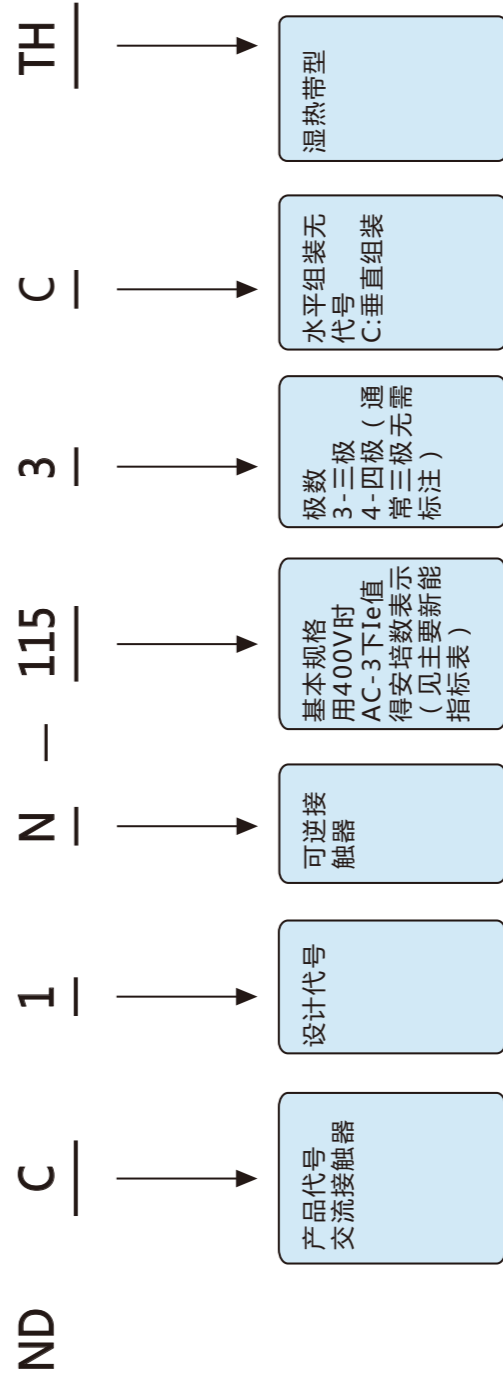 ND C 1 N — 115 3 C TH
产品代号
交流接触器
设计代号
可逆接
触器
基本规格
用400V时
AC-3下Ie值
得安培数表示
（见主要新能
指标表）
极数
3-三极
4-四极（通
常三极无需
标注）
水平组装无
代号
C:垂直组装
湿热带型